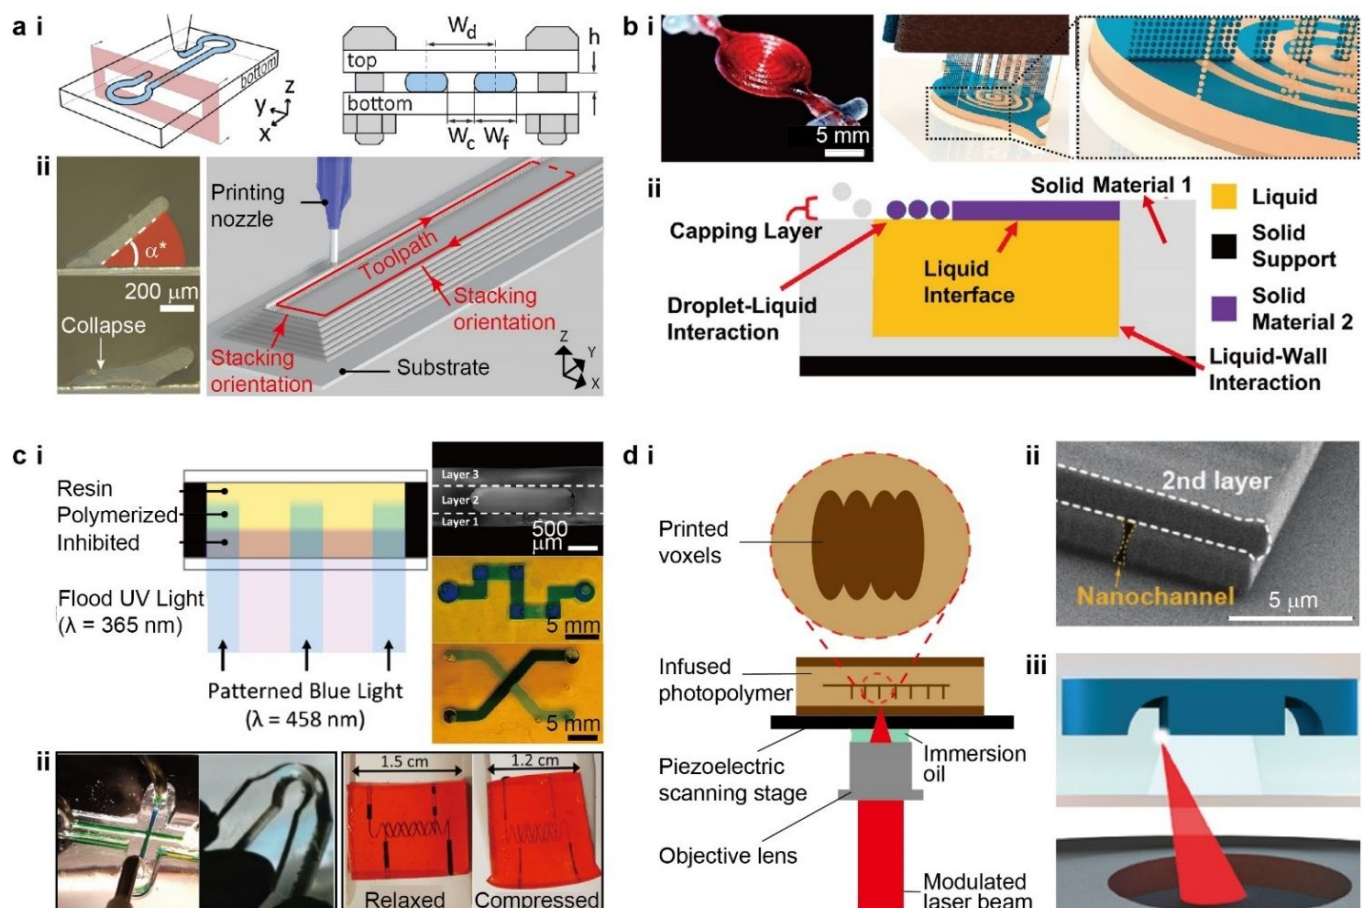 a i
bottom
z
y
x
W_d
h
top
bottom
W_c
W_f
ii
α*
200 μm
Collapse
Printing
nozzle
Toolpath
Stacking
orientation
Stacking
orientation
Substrate
Z
Y
X
b i
5 mm
ii
Capping Layer
Solid Material 1
Liquid
Interface
Droplet-Liquid
Interaction
Liquid-Wall
Interaction
Liquid
Solid
Support
Solid
Material 2
c i
Resin
Polymerized
Inhibited
Flood UV Light
(λ = 365 nm)
Patterned Blue Light
(λ = 458 nm)
Layer 3
Layer 2
Layer 1
500
μm
5 mm
5 mm
ii
1.5 cm
1.2 cm
Relaxed
Compressed
d i
Printed
voxels
Infused
photopolymer
Piezoelectric
scanning stage
Immersion
oil
Objective lens
Modulated
laser beam
ii
2nd layer
Nanochannel
5 μm
iii